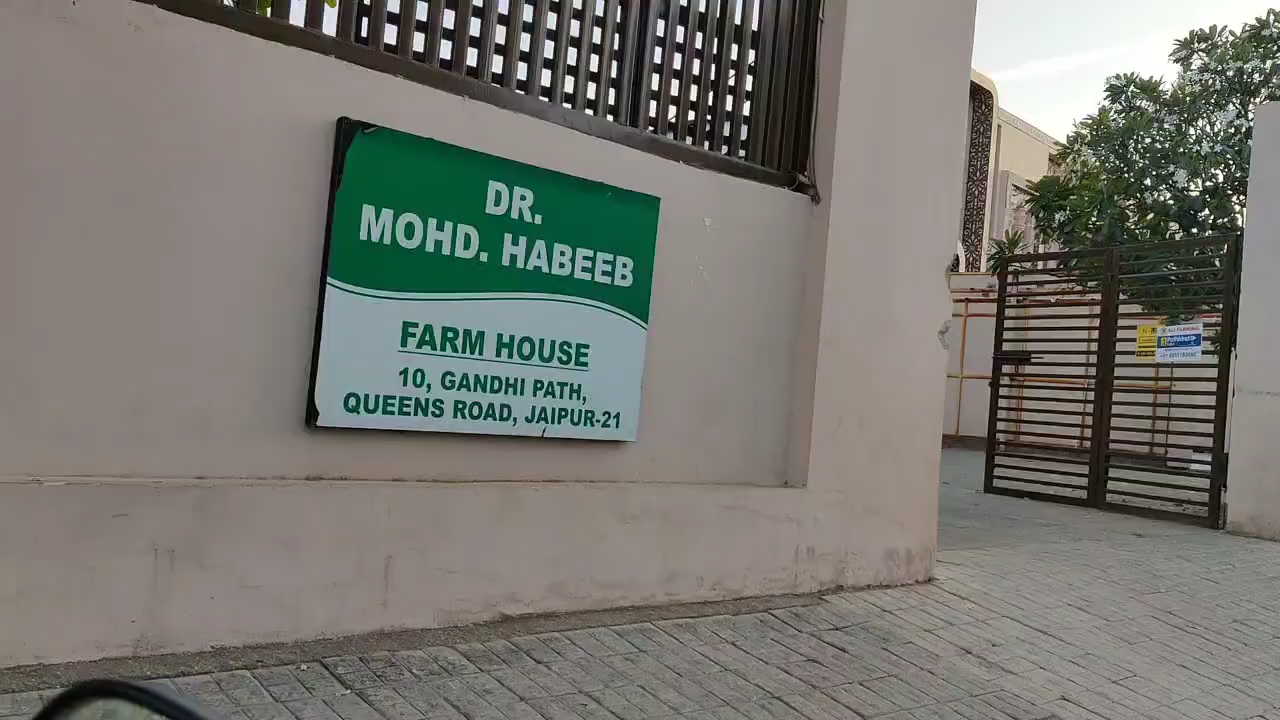 DR.
MOHD. HABEEB
FARM HOUSE
10, GANDHI PATH,
QUEENS ROAD, JAIPUR-21
NO PARKING